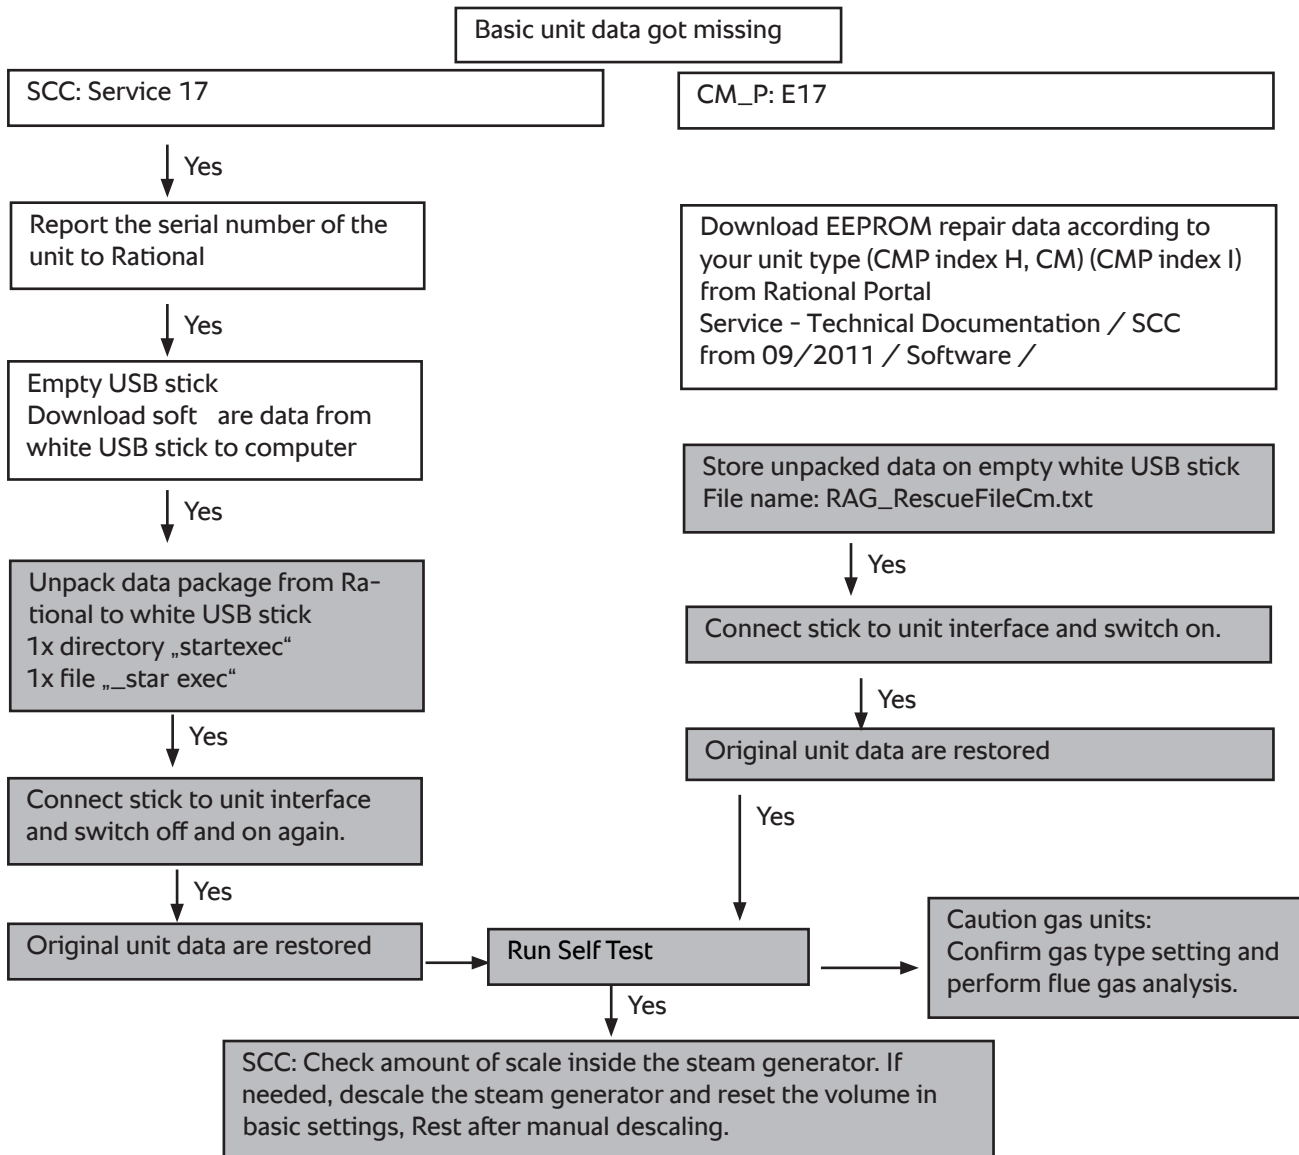 Basic unit data got missing
SCC: Service 17
Yes
Report the serial number of the
unit to Rational
Yes
Empty USB stick
Download soft are data from
white USB stick to computer
Yes
Unpack data package from Ra-
tional to white USB stick
1x directory „startexec“
1x file „_star exec“
Yes
Connect stick to unit interface
and switch off and on again.
Yes
Original unit data are restored
CM_P: E17
Download EEPROM repair data according to
your unit type (CMP index H, CM) (CMP index I)
from Rational Portal
Service - Technical Documentation / SCC
from 09/2011 / Software /
Store unpacked data on empty white USB stick
File name: RAG_RescueFileCm.txt
Yes
Connect stick to unit interface and switch on.
Yes
Original unit data are restored
Yes
Run Self Test
Caution gas units:
Confirm gas type setting and
perform flue gas analysis.
Yes
SCC: Check amount of scale inside the steam generator. If
needed, descale the steam generator and reset the volume in
basic settings, Rest after manual descaling.